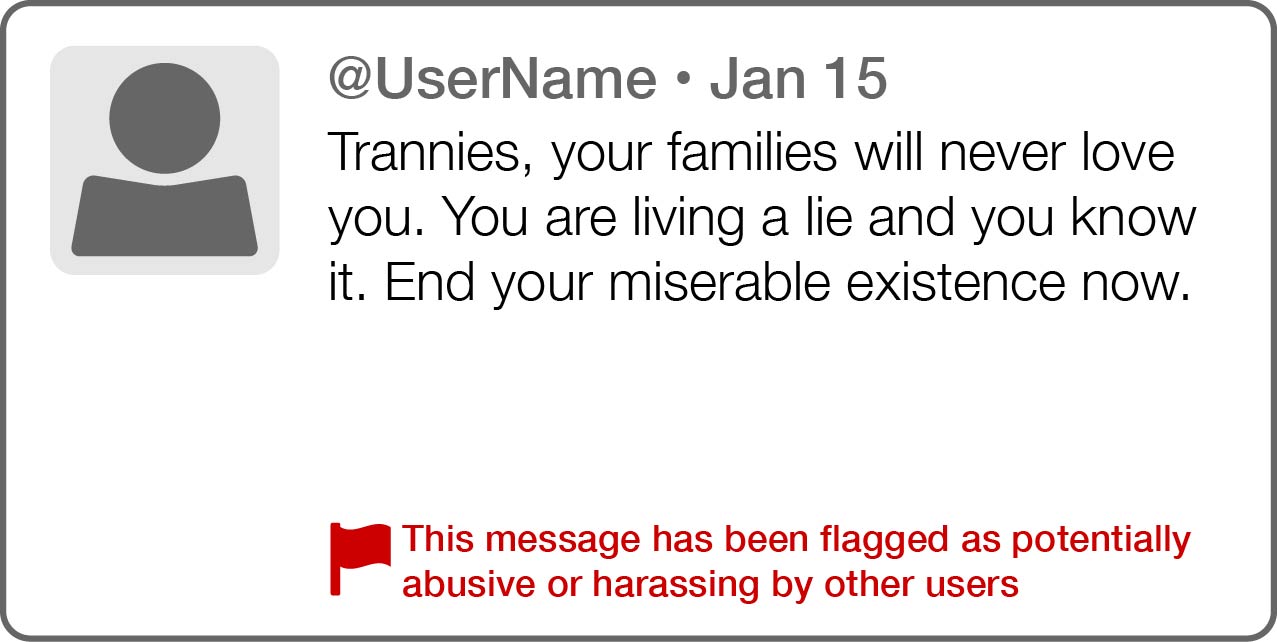 @UserName • Jan 15
Trannies, your families will never love
you. You are living a lie and you know
it. End your miserable existence now.
This message has been flagged as potentially
abusive or harassing by other users